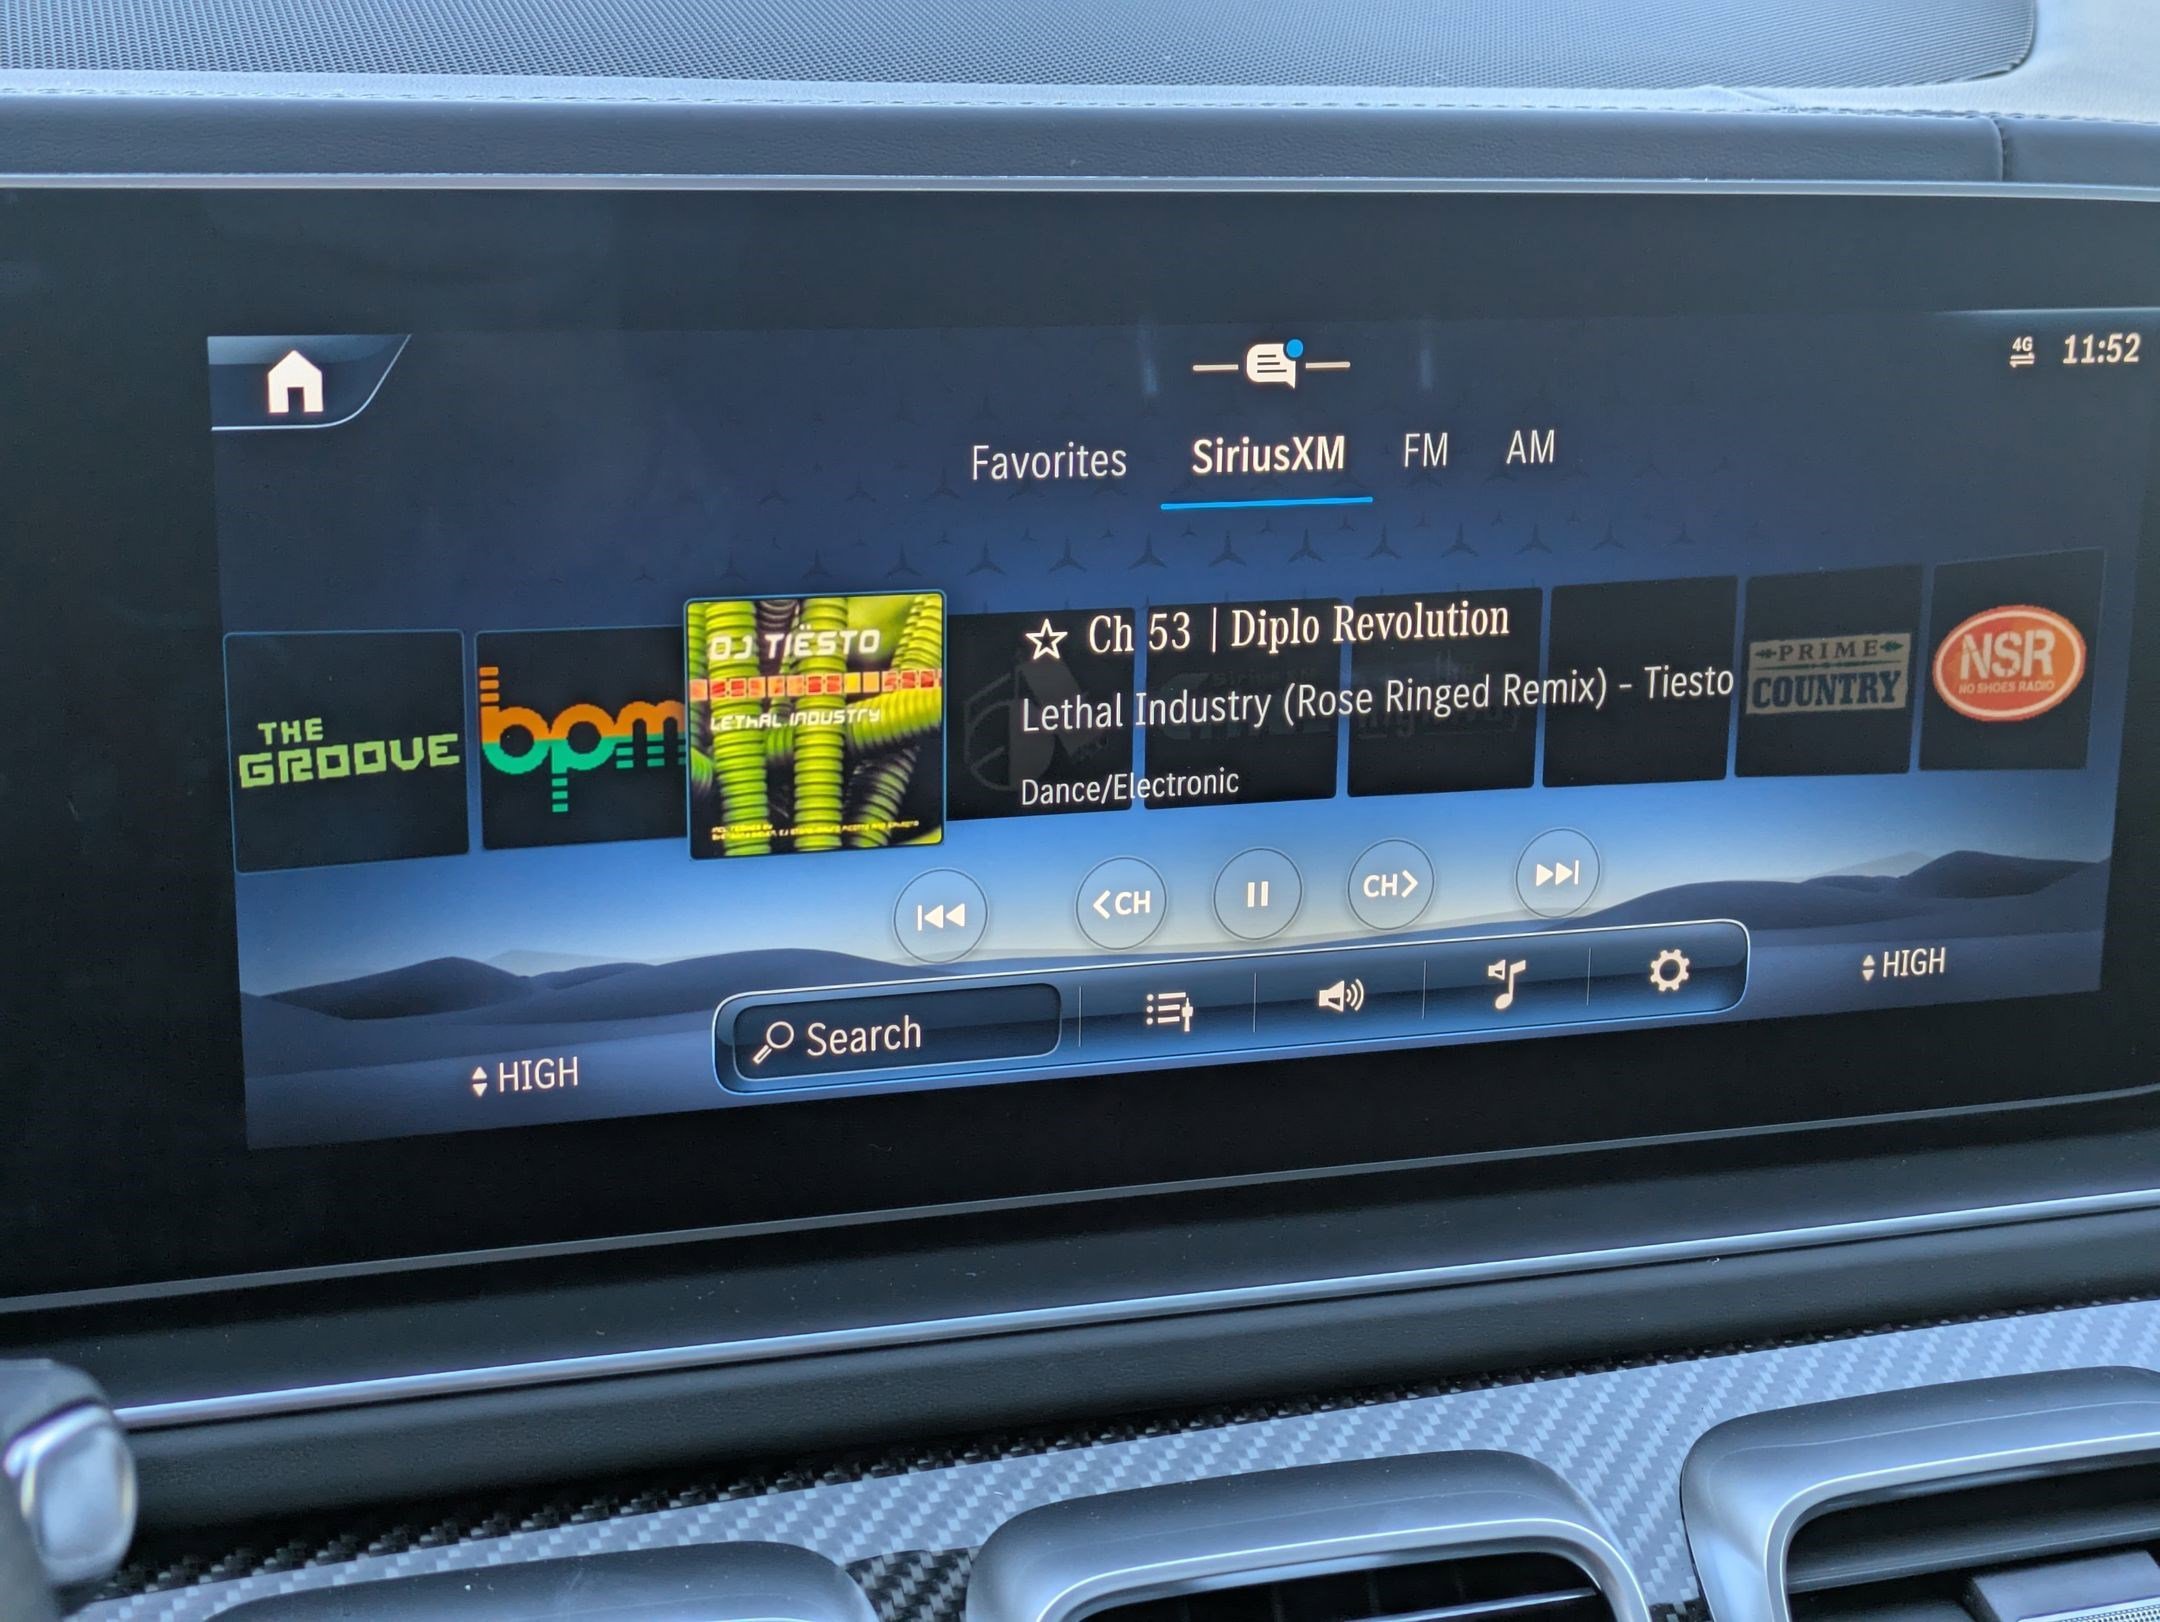 4G 11:52
Favorites SiriusXM FM AM
THE
GROOVE
bpm
DJ TIËSTO
LETHAL INDUSTRY
Ch 53 | Diplo Revolution
Lethal Industry (Rose Ringed Remix) - Tiesto
Dance/Electronic
PRIME
COUNTRY
NSR
NO SHOES RADIO
<CH CH>
HIGH
Search
HIGH